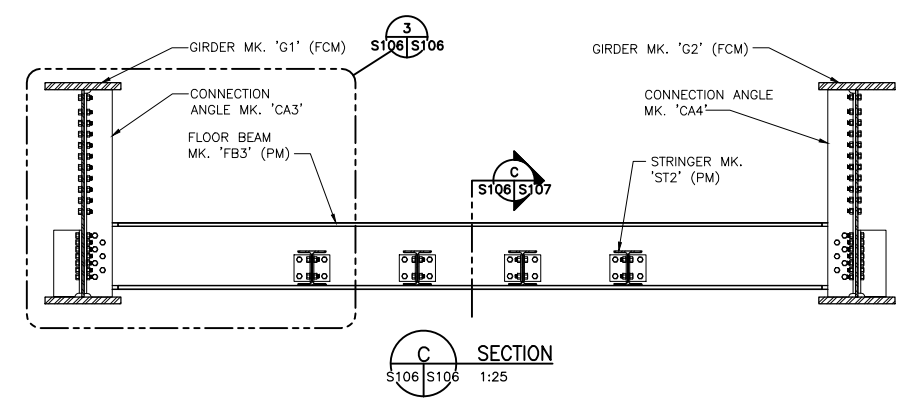 3
S106 S106
GIRDER MK. 'G1' (FCM)
GIRDER MK. 'G2' (FCM)
CONNECTION
ANGLE MK. 'CA3'
CONNECTION ANGLE
MK. 'CA4'
FLOOR BEAM
MK. 'FB3' (PM)
STRINGER MK.
'ST2' (PM)
C
S106 S107
C
S106 S106
SECTION
1:25